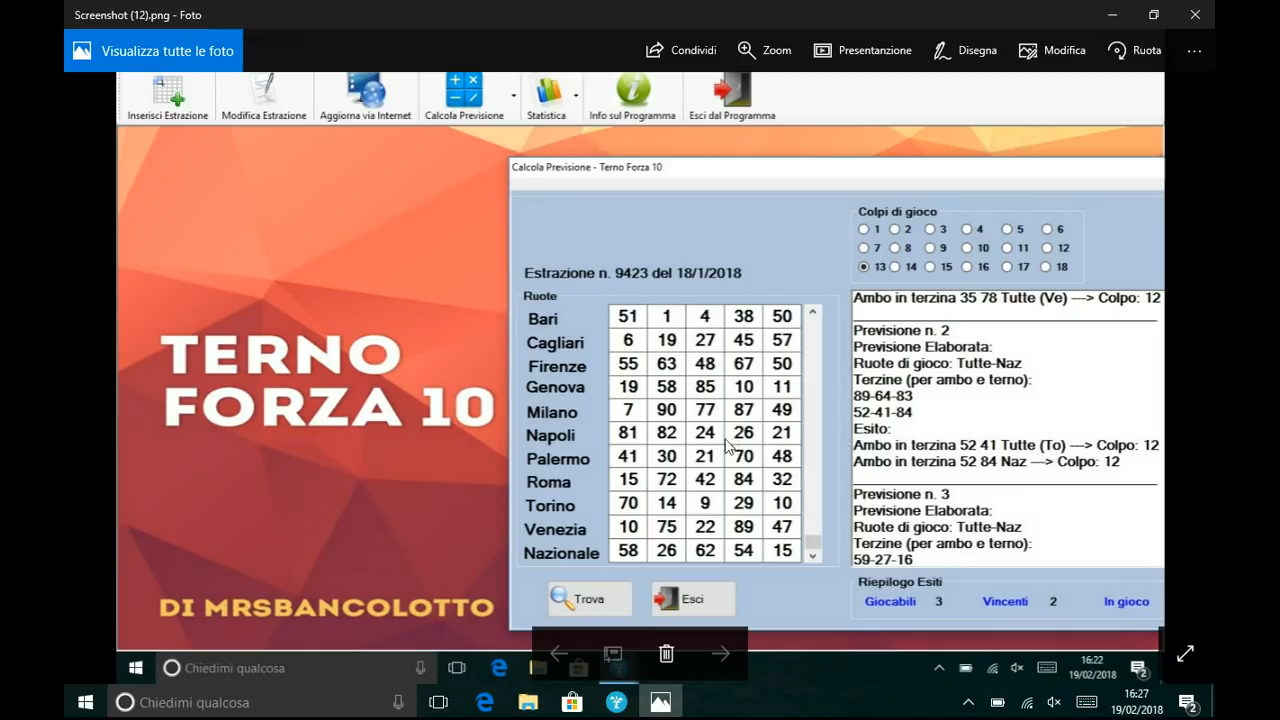 Screenshot (12).png - Foto
Visualizza tutte le foto
Condividi Zoom Presentazione Disegna Modifica Ruota
Inserisci Estrazione Modifica Estrazione Aggiorna via Internet Calcola Previsione Statistica Info sul Programma Esci dal Programma
Calcola Previsione - Terno Forza 10
Colpi di gioco
1 2 3 4 5 6
7 8 9 10 11 12
13 14 15 16 17 18
Estrazione n. 9423 del 18/1/2018
Ruote
Bari 51 1 4 38 50
Cagliari 6 19 27 45 57
Firenze 55 63 48 67 50
Genova 19 58 85 10 11
Milano 7 90 77 87 49
Napoli 81 82 24 26 21
Palermo 41 30 21 70 48
Roma 15 72 42 84 32
Torino 70 14 9 29 10
Venezia 10 75 22 89 47
Nazionale 58 26 62 54 15
Trova Esci
Ambo in terzina 35 78 Tutte (Ve) ---> Colpo: 12
Previsione n. 2
Previsione Elaborata:
Ruote di gioco: Tutte-Naz
Terzine (per ambo e terno):
89-64-83
52-41-84
Esito:
Ambo in terzina 52 41 Tutte (To) ---> Colpo: 12
Ambo in terzina 52 84 Naz ---> Colpo: 12
Previsione n. 3
Previsione Elaborata:
Ruote di gioco: Tutte-Naz
Terzine (per ambo e terno):
59-27-16
Riepilogo Esiti
Giocabili 3 Vincenti 2 In gioco
TERNO
FORZA 10
DI MRSBANCOLOTTO
Chiedimi qualcosa
16:22
19/02/2018
2
Chiedimi qualcosa
16:27
19/02/2018
2